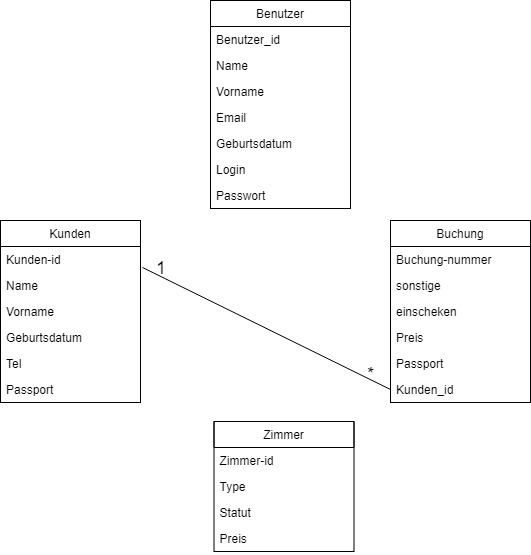 Benutzer
Benutzer_id
Name
Vorname
Email
Geburtsdatum
Login
Passwort
Kunden
Kunden-id
Name
Vorname
Geburtsdatum
Tel
Passport
1
*
Buchung
Buchung-nummer
sonstige
einscheken
Preis
Passport
Kunden_id
Zimmer
Zimmer-id
Type
Statut
Preis